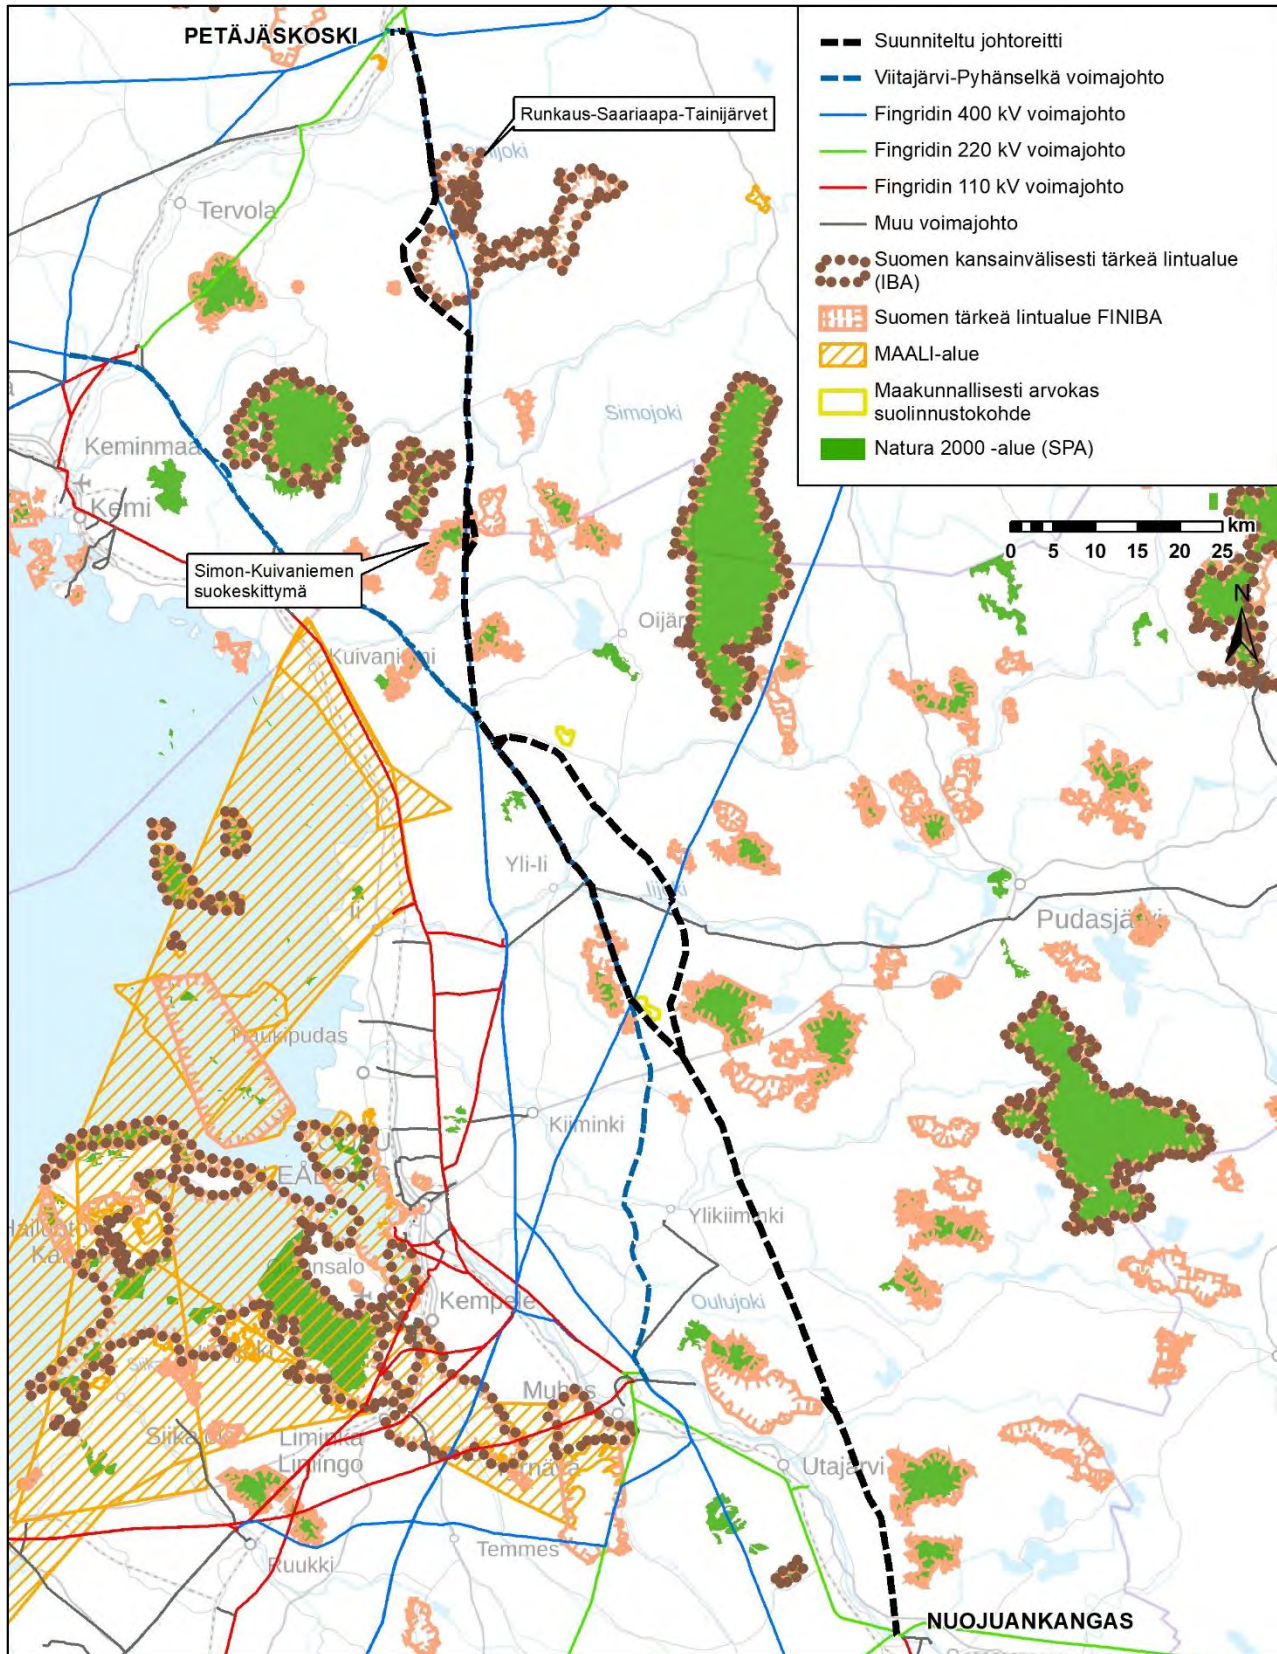 PETÄJÄSKOSKI
Suunniteltu johtoreitti
Viitajärvi-Pyhänselkä voimajohto
Fingridin 400 kV voimajohto
Fingridin 220 kV voimajohto
Fingridin 110 kV voimajohto
Muu voimajohto
Suomen kansainvälisesti tärkeä lintualue
(IBA)
Suomen tärkeä lintualue FINIBA
MAALI-alue
Maakunnallisesti arvokas
suolinnustokohde
Natura 2000 -alue (SPA)
Runkaus-Saariaapa-Tainijärvet
Tervola
Simojoki
Keminmaa
Kemi
km
0 5 10 15 20 25
N
Simon-Kuivaniemen
suokeskittymä
Oijär
Kuivaniemi
Yli-Ii
Iijoki
Ii
Pudasjärvi
Haukipudas
Kiiminki
Ylikiiminki
Kempele
Oulujoki
Muhos
Liminka
Limingo
Utajärvi
Temmes
Ruukki
NUOJUANKANGAS